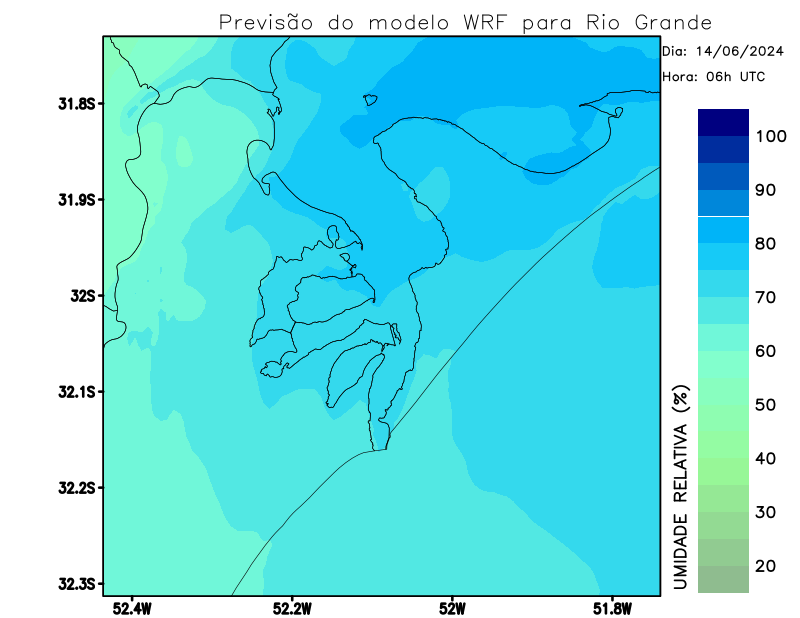 Previsão do modelo WRF para Rio Grande
Dia: 14/06/2024
Hora: 06h UTC
31.8S
31.9S
32S
32.1S
32.2S
32.3S
52.4W
52.2W
52W
51.8W
100
90
80
70
60
50
40
30
20
UMIDADE RELATIVA (%)